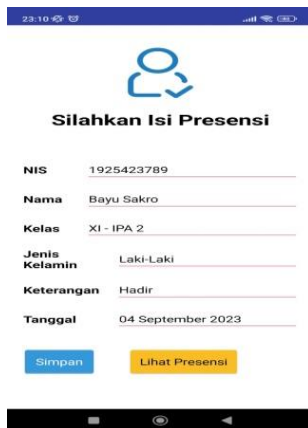 23:10
Silahkan Isi Presensi
NIS 1925423789
Nama Bayu Sakro
Kelas XI - IPA 2
Jenis
Kelamin Laki-Laki
Keterangan Hadir
Tanggal 04 September 2023
Simpan Lihat Presensi